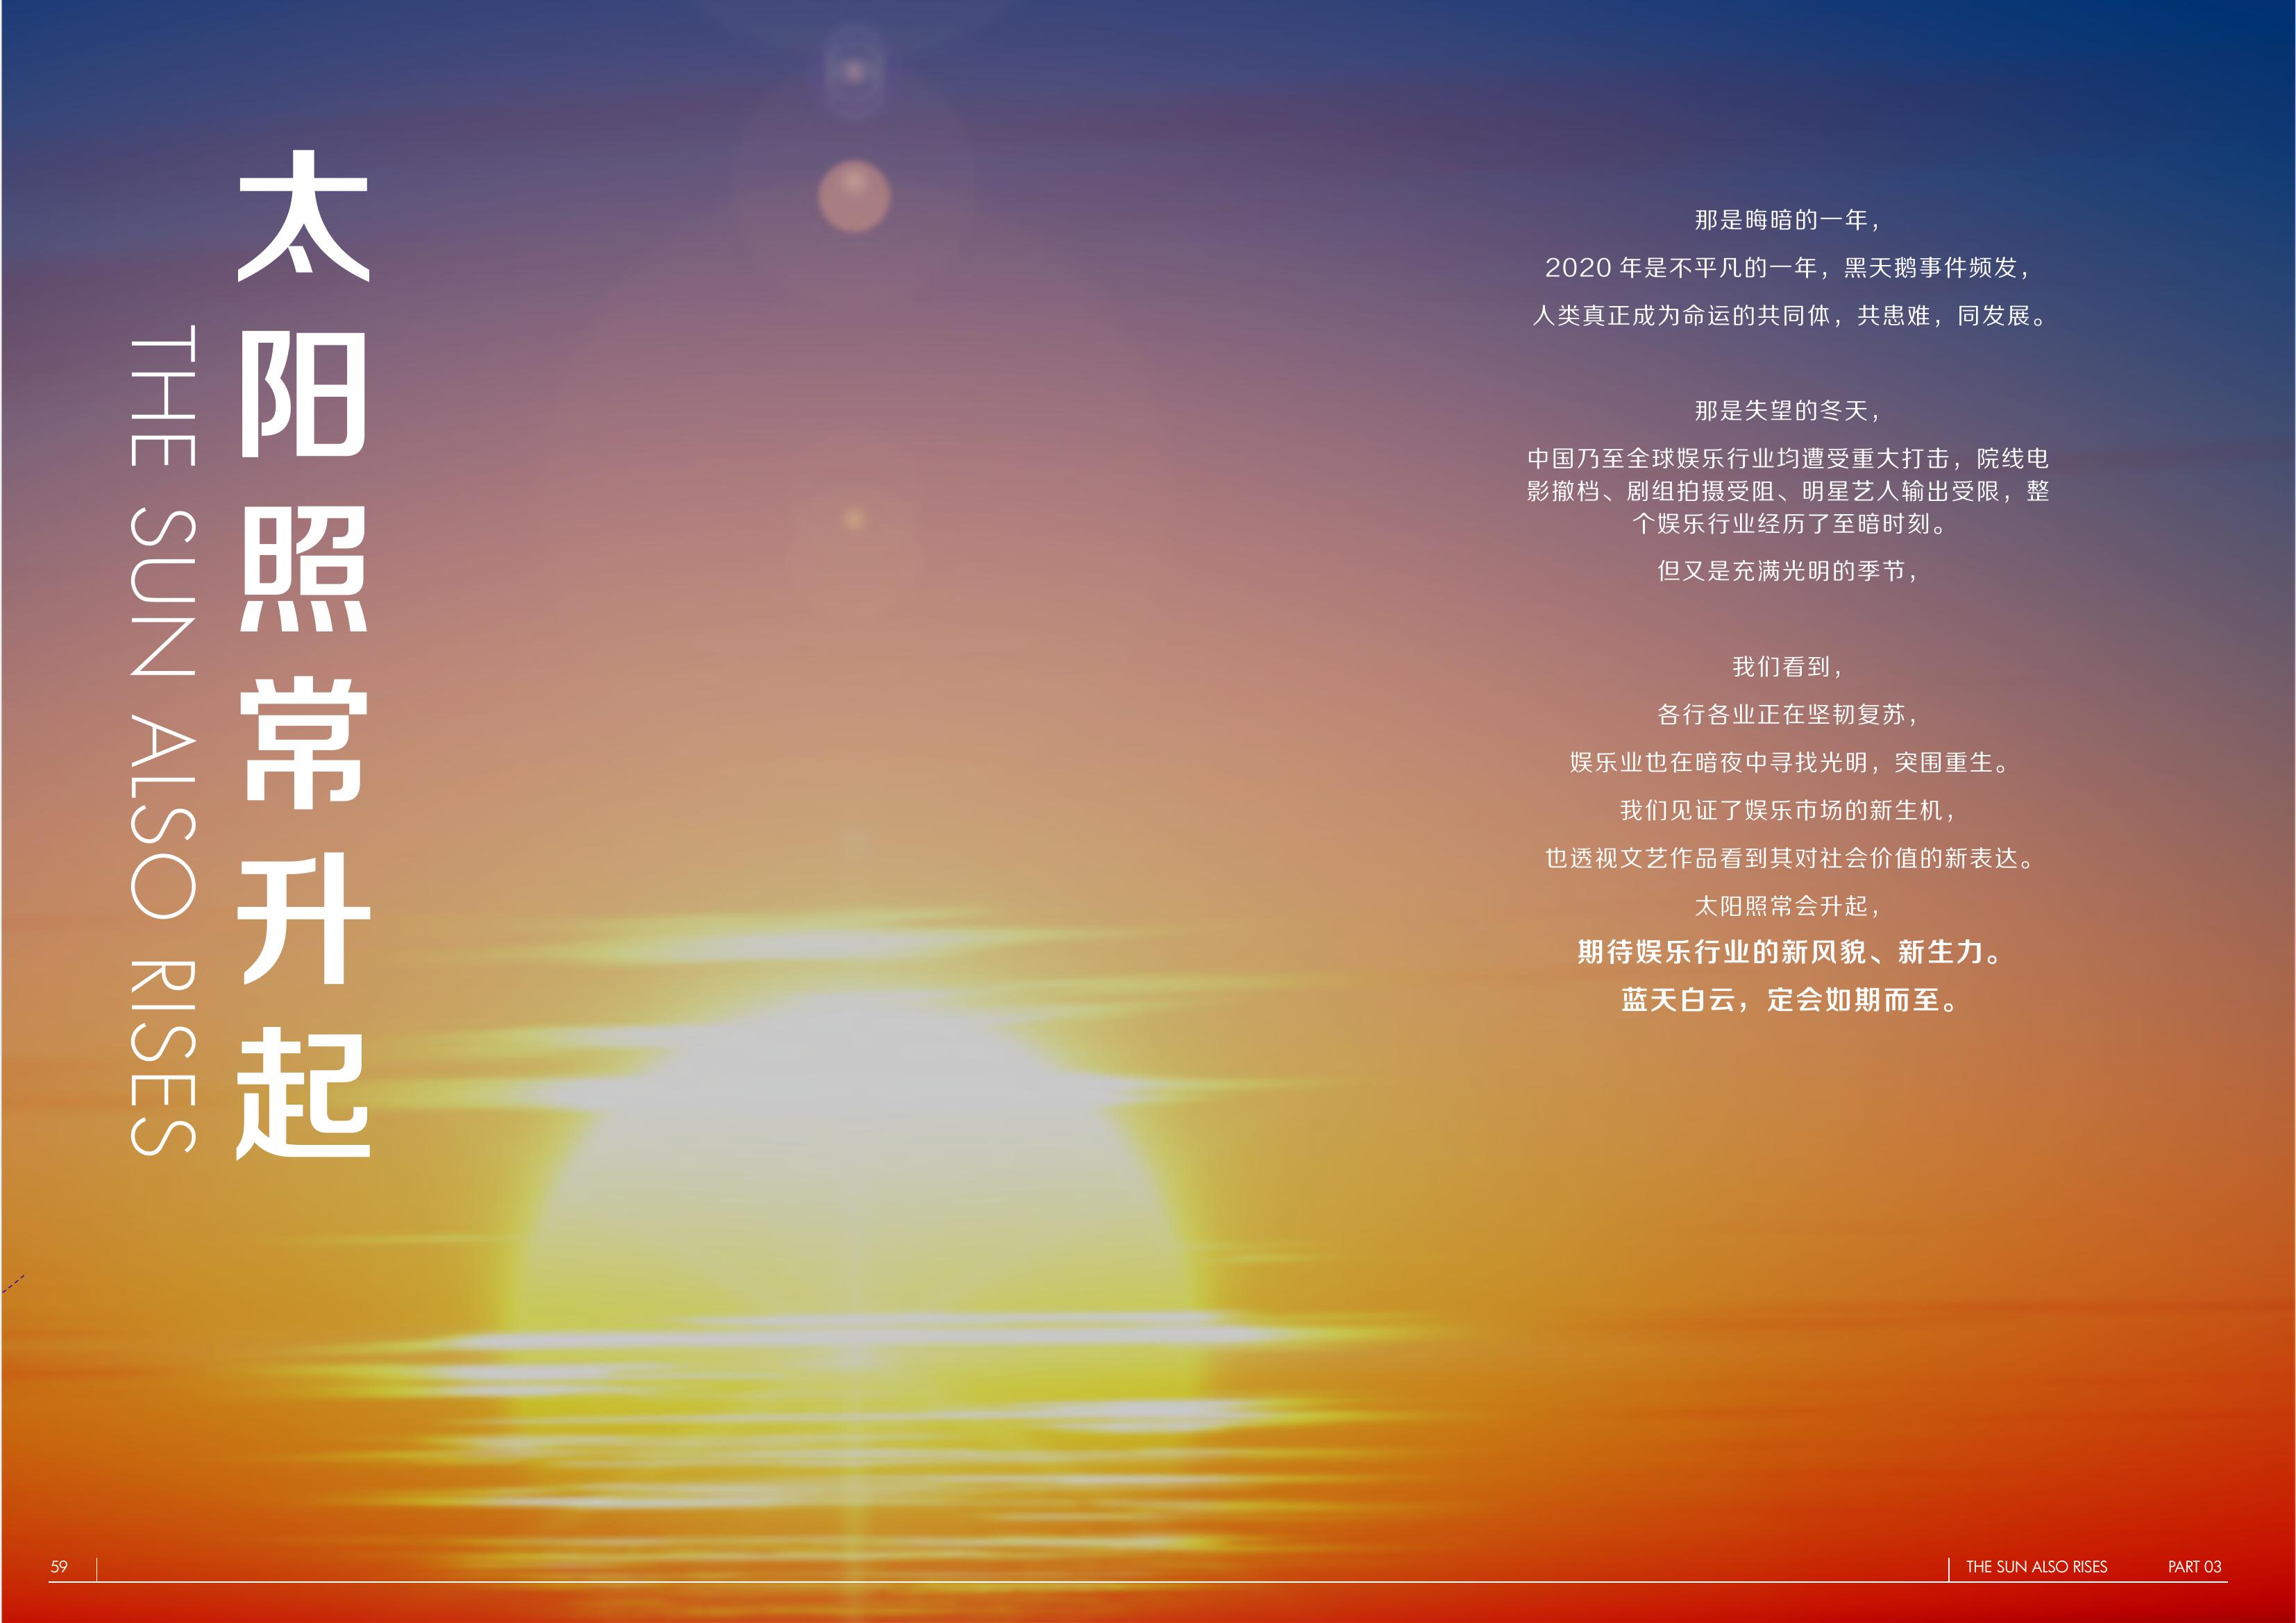 太阳照常升起
THE SUN ALSO RISES
那是晦暗的一年，
2020 年是不平凡的一年，黑天鹅事件频发，
人类真正成为命运的共同体，共患难，同发展。
那是失望的冬天，
中国乃至全球娱乐行业均遭受重大打击，院线电
影撤档、剧组拍摄受阻、明星艺人输出受限，整
个娱乐行业经历了至暗时刻。
但又是充满光明的季节，
我们看到，
各行各业正在坚韧复苏，
娱乐业也在暗夜中寻找光明，突围重生。
我们见证了娱乐市场的新生机，
也透视文艺作品看到其对社会价值的新表达。
太阳照常会升起，
期待娱乐行业的新风貌、新生力。
蓝天白云，定会如期而至。
59
THE SUN ALSO RISES PART 03